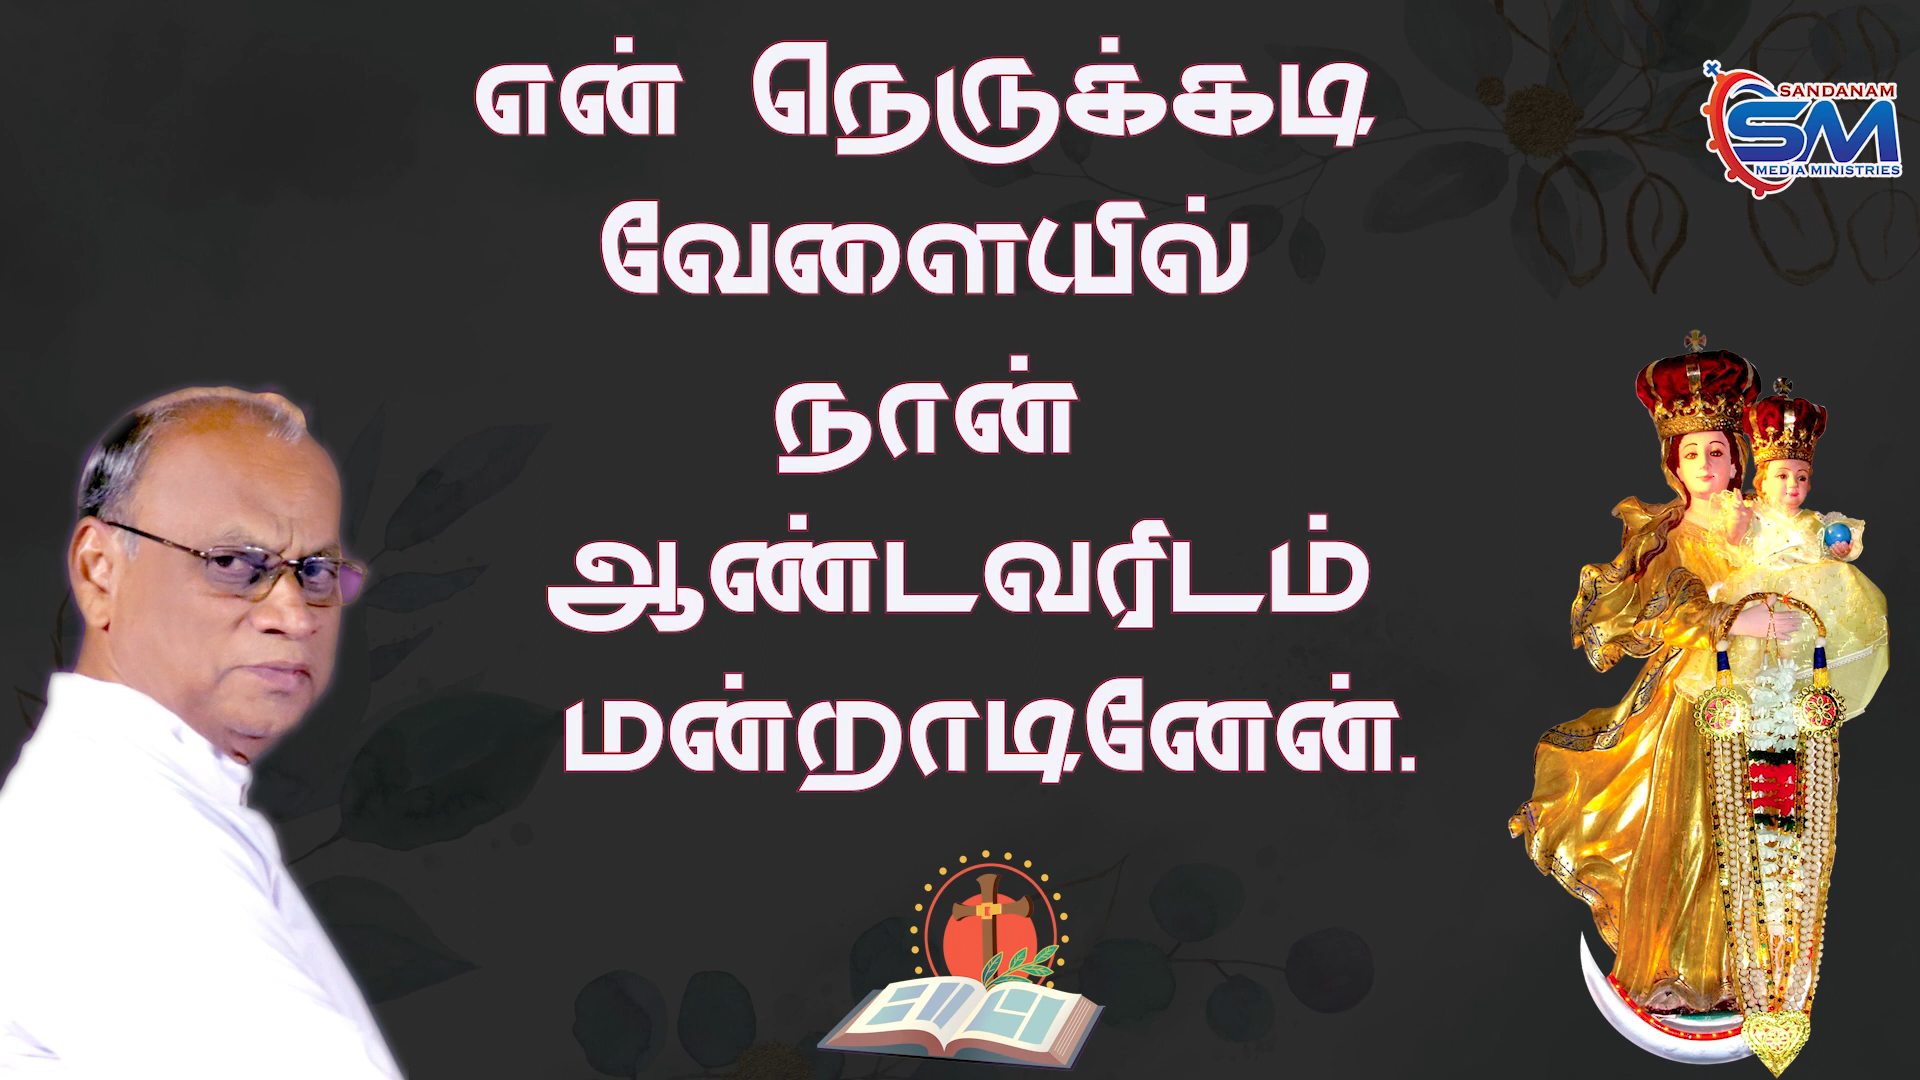 என் நெருக்கடி
வேளையில்
நான்
ஆண்டவரிடம்
மன்றாடினேன்.
SANDANAM
SM
MEDIA MINISTRIES